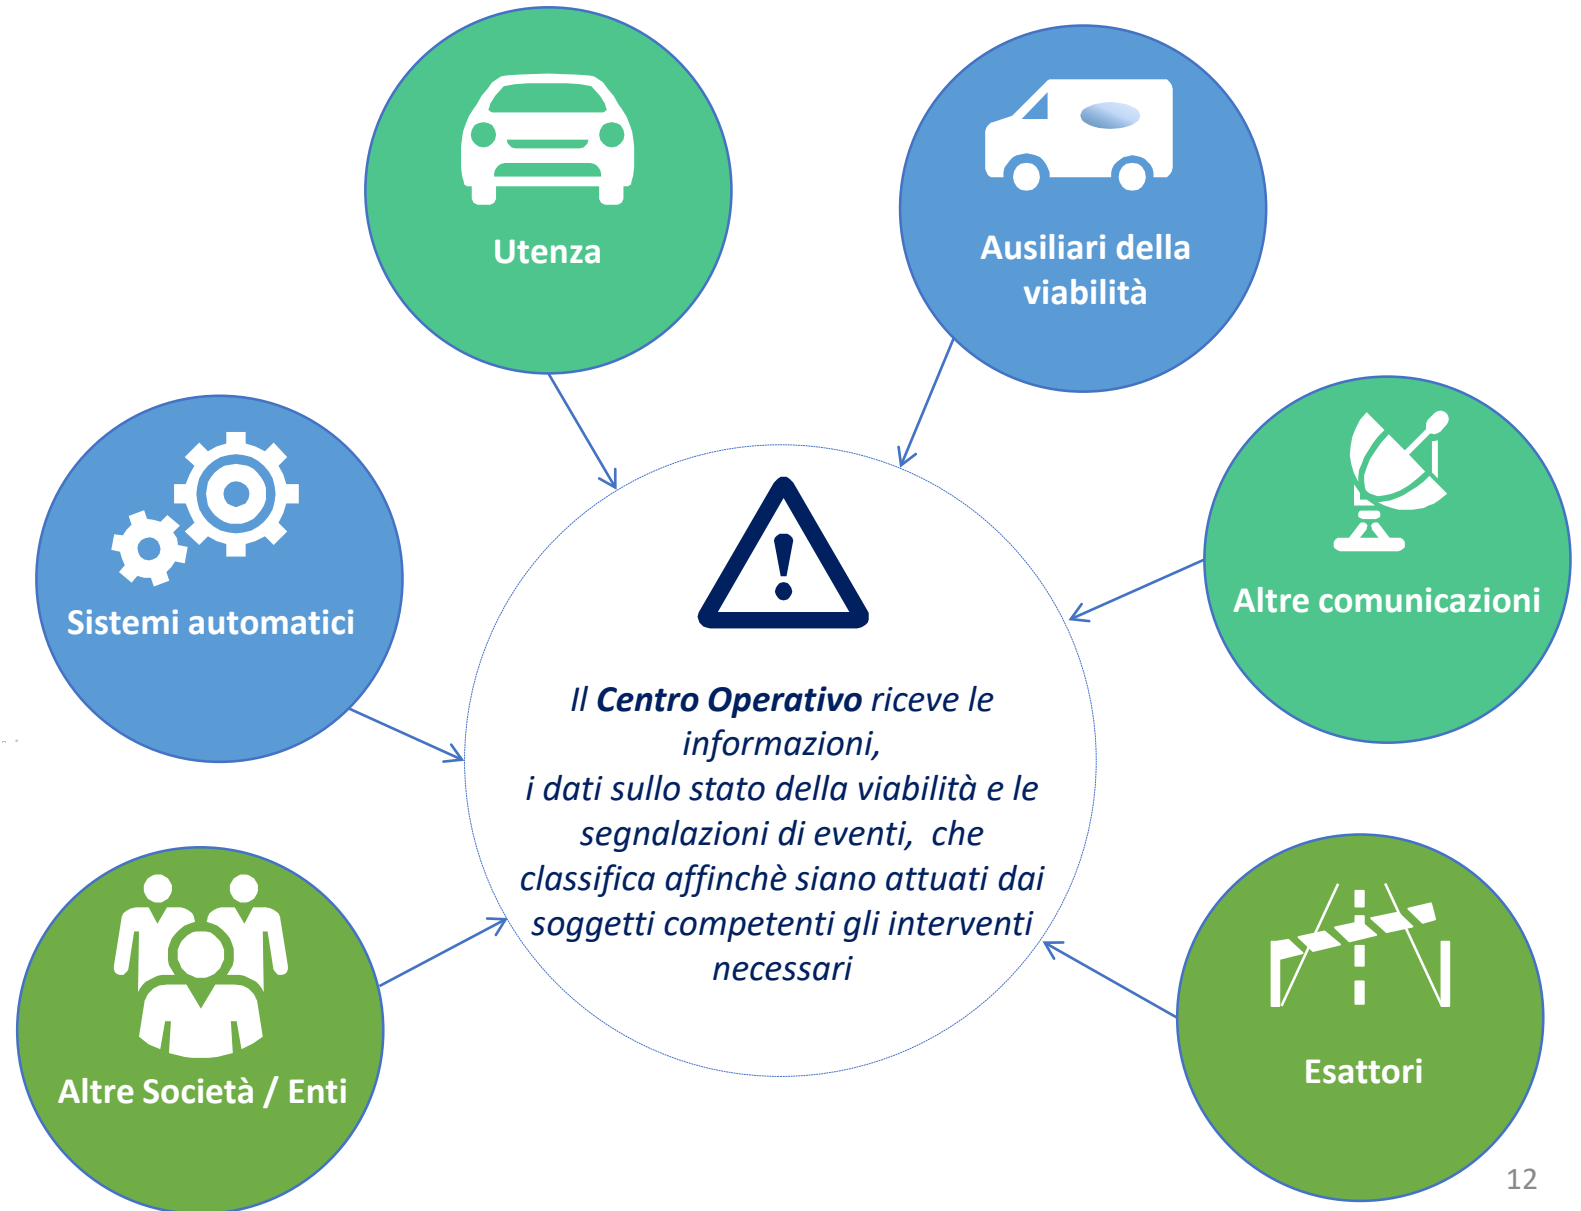 Utenza
Ausiliari della
viabilità
Sistemi automatici
Altre comunicazioni
Il Centro Operativo riceve le
informazioni,
i dati sullo stato della viabilità e le
segnalazioni di eventi,  che
classifica affinchè siano attuati dai
soggetti competenti gli interventi
necessari
Altre Società / Enti
Esattori
12